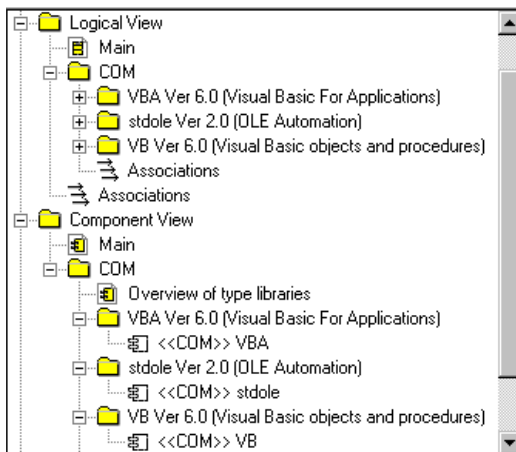 Logical View
Main
COM
VBA Ver 6.0 (Visual Basic For Applications)
stdole Ver 2.0 (OLE Automation)
VB Ver 6.0 (Visual Basic objects and procedures)
Associations
Associations
Component View
Main
COM
Overview of type libraries
VBA Ver 6.0 (Visual Basic For Applications)
<<COM>> VBA
stdole Ver 2.0 (OLE Automation)
<<COM>> stdole
VB Ver 6.0 (Visual Basic objects and procedures)
<<COM>> VB